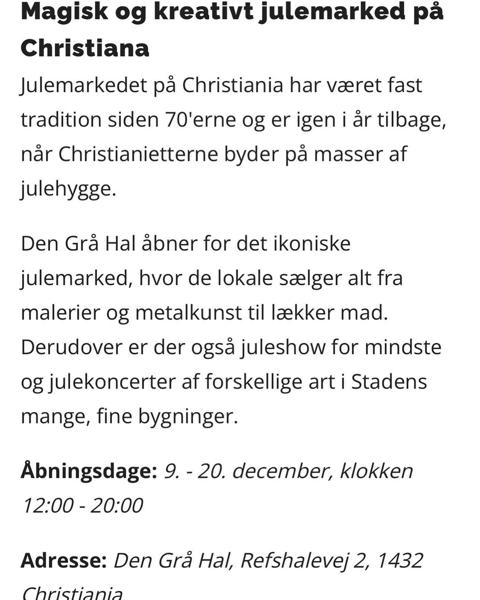 Magisk og kreativt julemarked på
Christiana
Julemarkedet på Christiania har været fast
tradition siden 70'erne og er igen i år tilbage,
når Christianietterne byder på masser af
julehygge.
Den Grå Hal åbner for det ikoniske
julemarked, hvor de lokale sælger alt fra
malerier og metalkunst til lækker mad.
Derudover er der også juleshow for mindste
og julekoncerter af forskellige art i Stadens
mange, fine bygninger.
Åbningsdage: 9. - 20. december, klokken
12:00 - 20:00
Adresse: Den Grå Hal, Refshalevej 2, 1432
Christiania